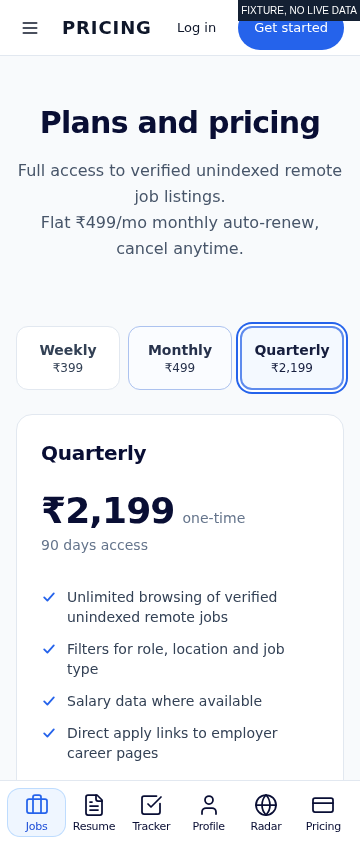 FIXTURE, NO LIVE DATA
PRICING
Log in
Get started
Plans and pricing
Full access to verified unindexed remote
job listings.
Flat ₹499/mo monthly auto-renew,
cancel anytime.
Weekly
₹399
Monthly
₹499
Quarterly
₹2,199
Quarterly
₹2,199 one-time
90 days access
Unlimited browsing of verified
unindexed remote jobs
Filters for role, location and job
type
Salary data where available
Direct apply links to employer
career pages
Jobs
Resume
Tracker
Profile
Radar
Pricing